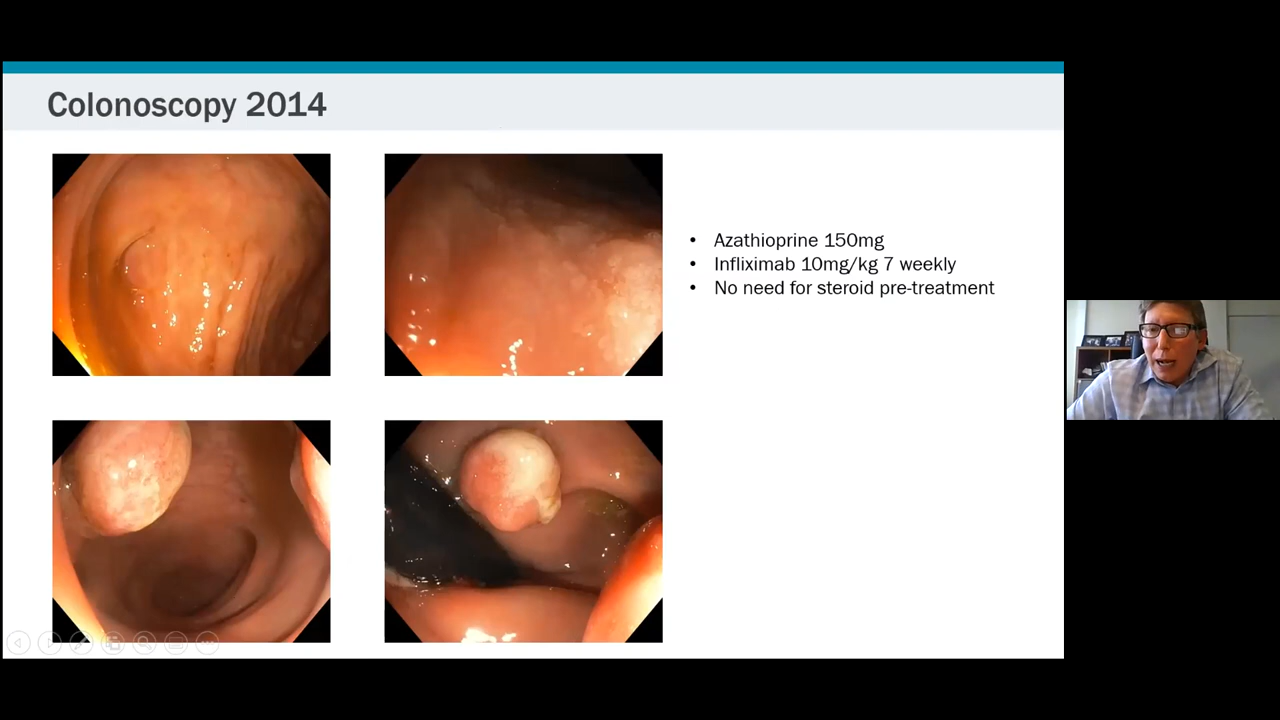 Colonoscopy 2014
• Azathioprine 150mg
• Infliximab 10mg/kg 7 weekly
• No need for steroid pre-treatment